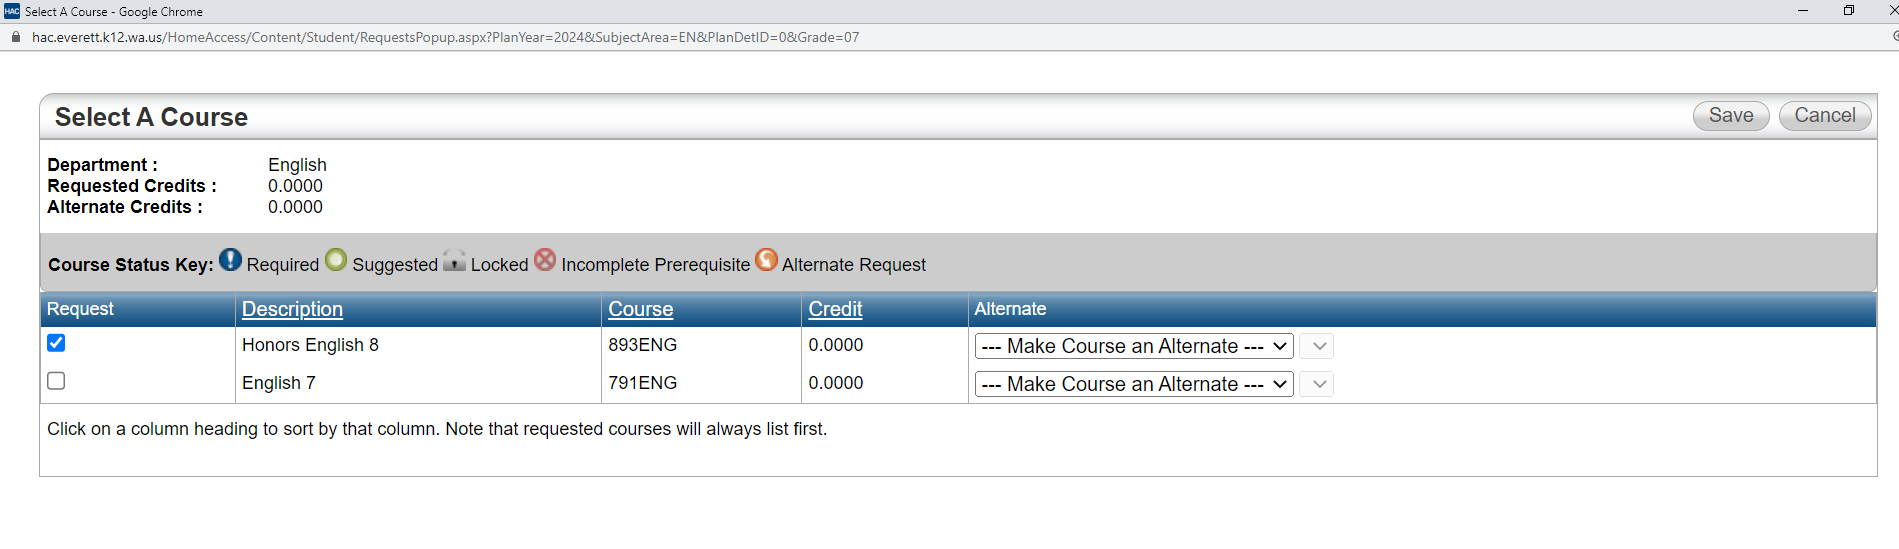 HAC Select A Course - Google Chrome
hac.everett.k12.wa.us/HomeAccess/Content/Student/RequestsPopup.aspx?PlanYear=2024&SubjectArea=EN&PlanDetID=0&Grade=07
Select A Course Save Cancel
Department : English
Requested Credits : 0.0000
Alternate Credits : 0.0000
Course Status Key: Required Suggested Locked Incomplete Prerequisite Alternate Request
Request Description Course Credit Alternate
Honors English 8 893ENG 0.0000 --- Make Course an Alternate ---
English 7 791ENG 0.0000 --- Make Course an Alternate ---
Click on a column heading to sort by that column. Note that requested courses will always list first.